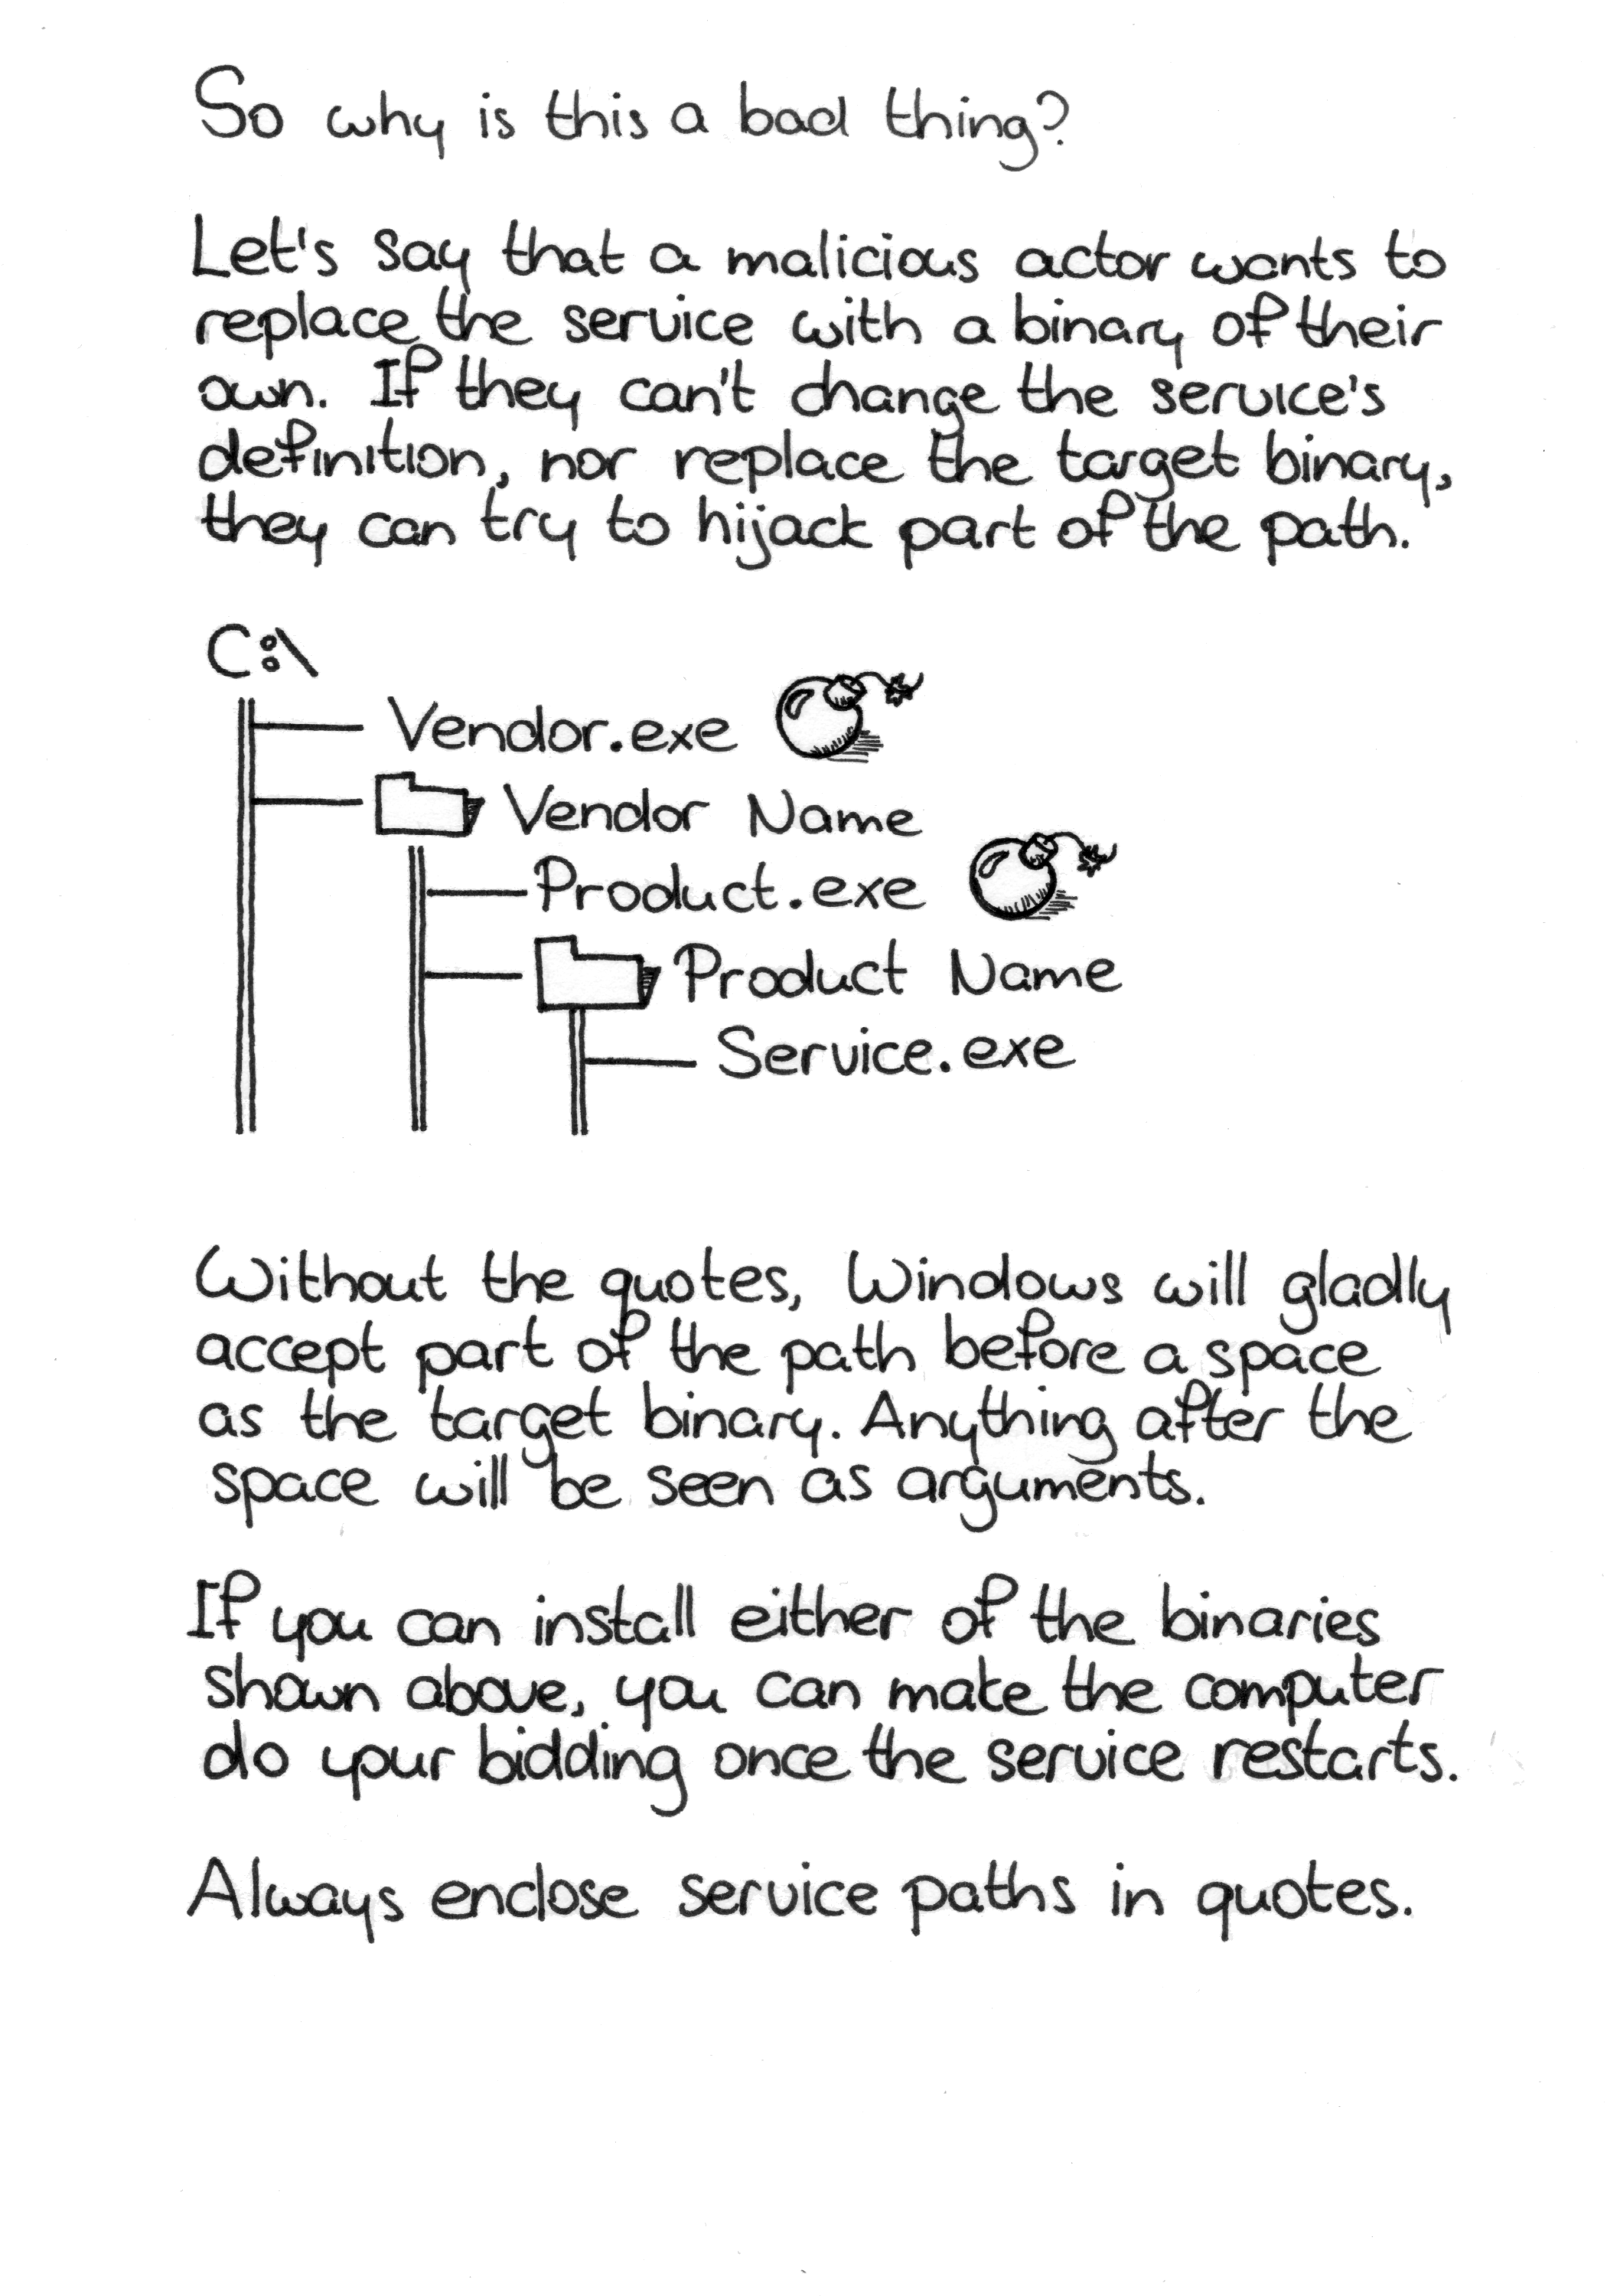 So why is this a bad thing?
Let's say that a malicious actor wants to
replace the service with a binary of their
own. If they can't change the service's
definition, nor replace the target binary,
they can try to hijack part of the path.
C:\
Vendor.exe
Vendor Name
Product.exe
Product Name
Service.exe
Without the quotes, Windows will gladly
accept part of the path before a space
as the target binary. Anything after the
space will be seen as arguments.
If you can install either of the binaries
shown above, you can make the computer
do your bidding once the service restarts.
Always enclose service paths in quotes.